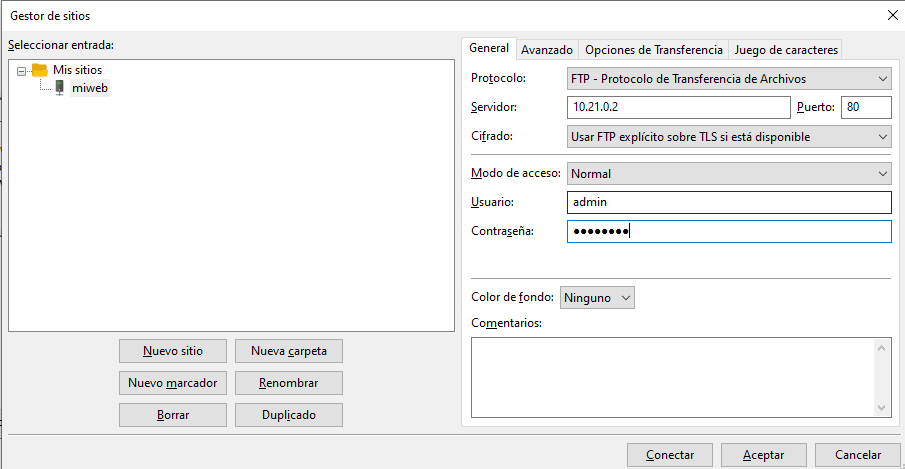 Gestor de sitios
Seleccionar entrada:
Mis sitios
miweb
Nuevo sitio
Nueva carpeta
Nuevo marcador
Renombrar
Borrar
Duplicado
General
Avanzado
Opciones de Transferencia
Juego de caracteres
Protocolo:
FTP - Protocolo de Transferencia de Archivos
Servidor:
10.21.0.2
Puerto:
80
Cifrado:
Usar FTP explícito sobre TLS si está disponible
Modo de acceso:
Normal
Usuario:
admin
Contraseña:
●●●●●●●●
Color de fondo:
Ninguno
Comentarios:
Conectar
Aceptar
Cancelar